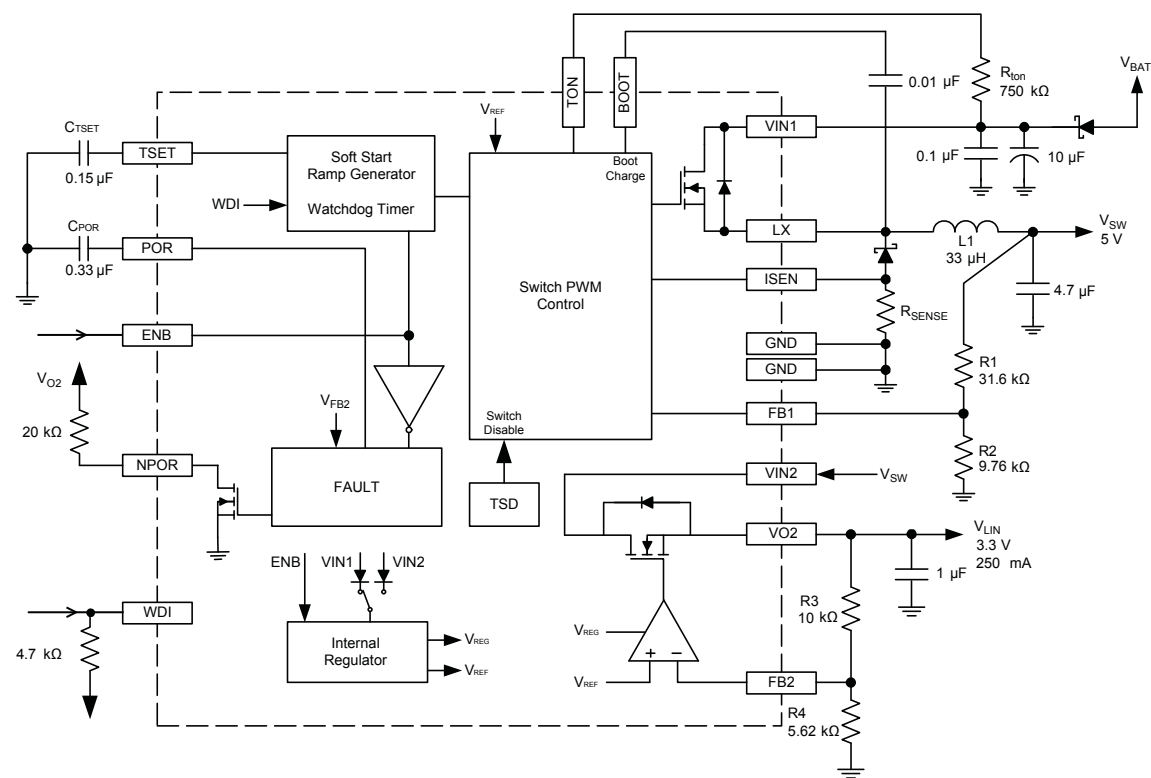 TON
BOOT
0.01 µF
Rton
750 kΩ
VBAT
VREF
VIN1
CTSET
TSET
0.15 µF
Soft Start
Ramp Generator
Watchdog Timer
WDI
Boot
Charge
0.1 µF
10 µF
CPOR
POR
0.33 µF
LX
L1
33 µH
VSW
5 V
Switch PWM
Control
ISEN
RSENSE
4.7 µF
ENB
GND
GND
R1
31.6 kΩ
VO2
20 kΩ
VFB2
Switch
Disable
FB1
NPOR
FAULT
TSD
VIN2
VSW
R2
9.76 kΩ
VO2
VLIN
3.3 V
250 mA
1 µF
ENB
VIN1
VIN2
WDI
4.7 kΩ
Internal
Regulator
VREG
VREF
VREG
VREF
+
–
R3
10 kΩ
FB2
R4
5.62 kΩ